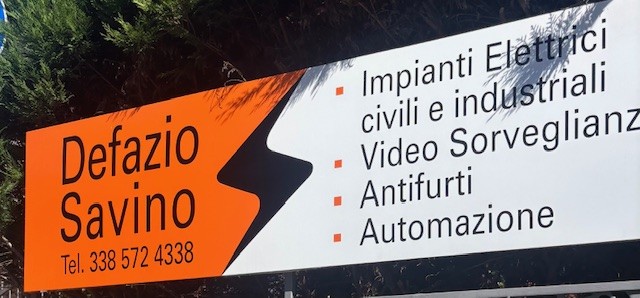 Defazio
Savino
Tel. 338 572 4338
▪ Impianti Elettrici
civili e industriali
▪ Video Sorveglianz
▪ Antifurti
▪ Automazione